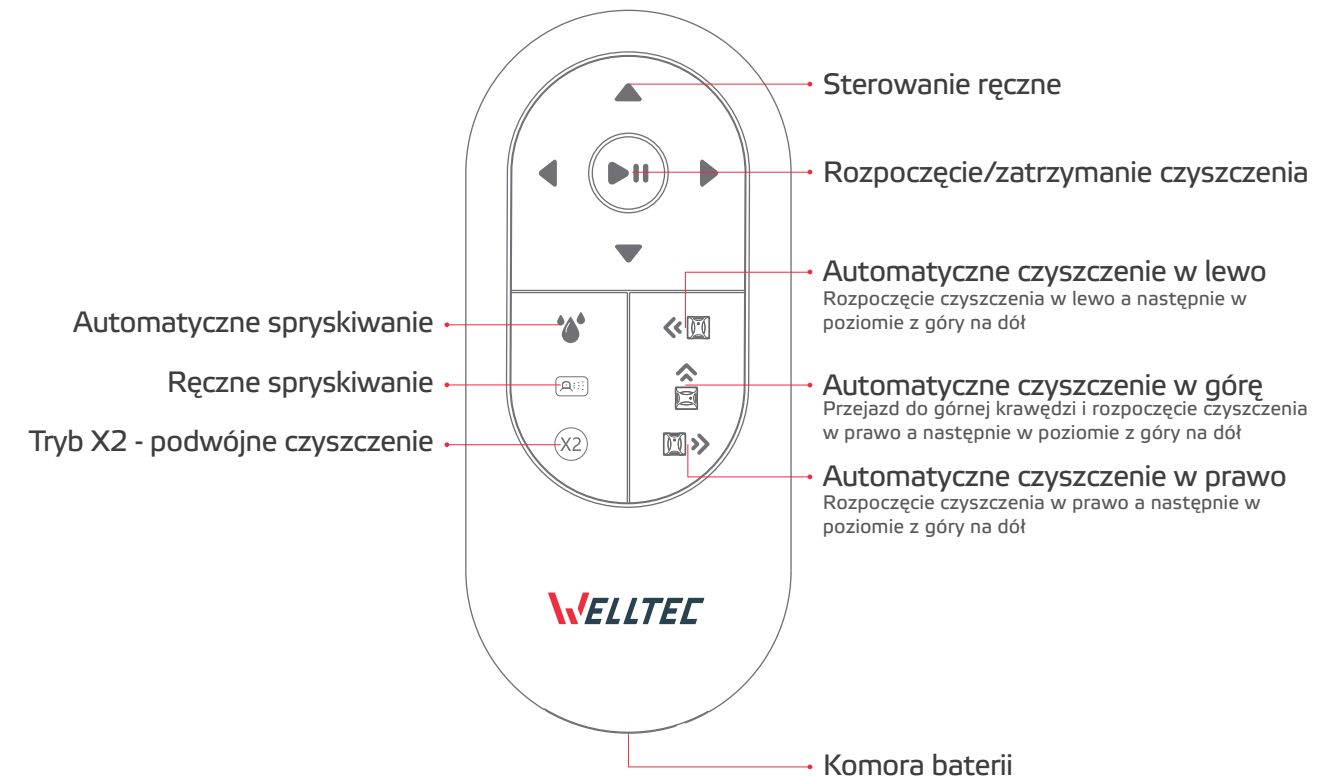 Sterowanie ręczne
Rozpoczęcie/zatrzymanie czyszczenia
Automatyczne czyszczenie w lewo
Rozpoczęcie czyszczenia w lewo a następnie w
poziomie z góry na dół
Automatyczne spryskiwanie
Ręczne spryskiwanie
Automatyczne czyszczenie w górę
Przejazd do górnej krawędzi i rozpoczęcie czyszczenia
w prawo a następnie w poziomie z góry na dół
Tryb X2 - podwójne czyszczenie
X2
Automatyczne czyszczenie w prawo
Rozpoczęcie czyszczenia w prawo a następnie w
poziomie z góry na dół
WELLTEC
Komora baterii